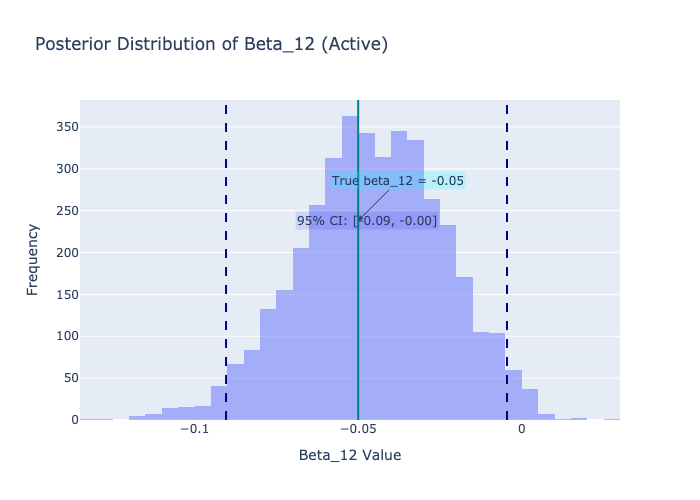 Posterior Distribution of Beta_12 (Active)
350
300
250
200
150
100
50
0
Frequency
True beta_12 = -0.05
95% CI: [-0.09, -0.00]
−0.1
−0.05
0
Beta_12 Value